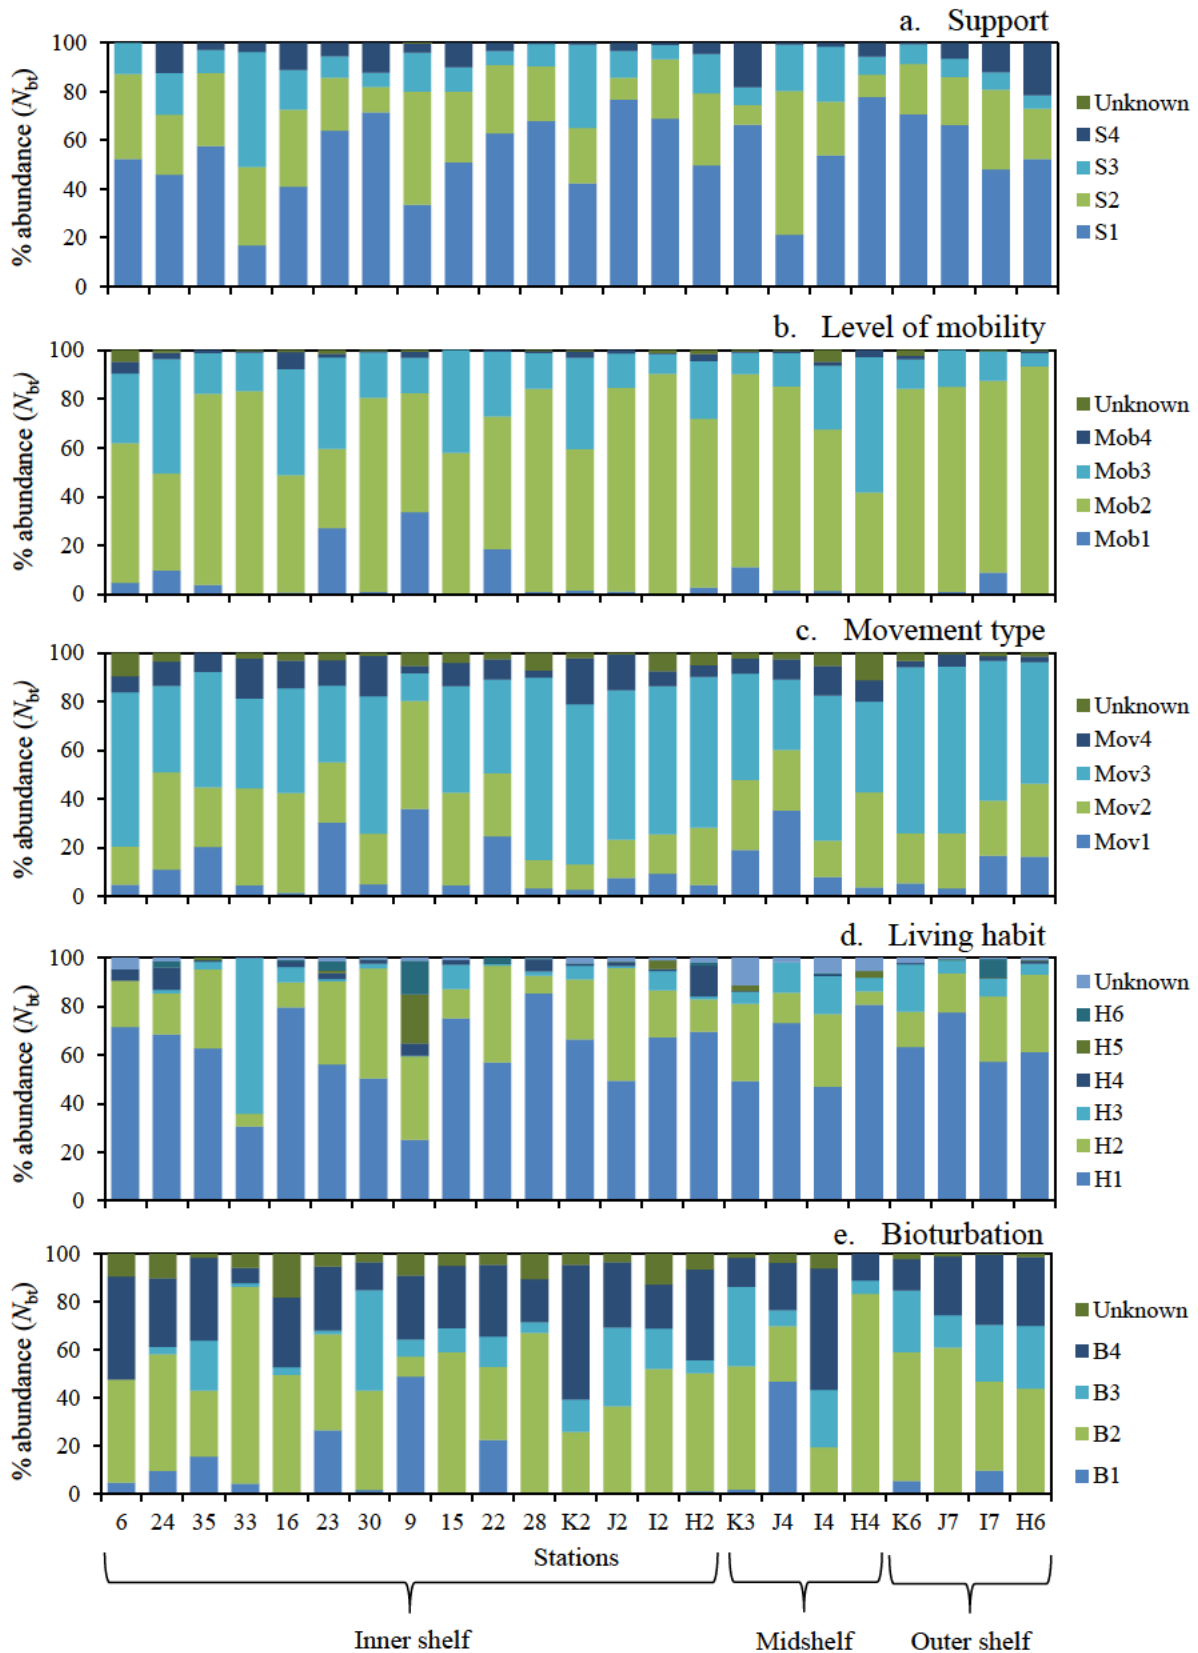 a. Support
% abundance (Nbt)
100
80
60
40
20
0
Unknown
S4
S3
S2
S1
b. Level of mobility
% abundance (Nbt)
100
80
60
40
20
0
Unknown
Mob4
Mob3
Mob2
Mob1
c. Movement type
% abundance (Nbt)
100
80
60
40
20
0
Unknown
Mov4
Mov3
Mov2
Mov1
d. Living habit
% abundance (Nbt)
100
80
60
40
20
0
Unknown
H6
H5
H4
H3
H2
H1
e. Bioturbation
% abundance (Nbt)
100
80
60
40
20
0
Unknown
B4
B3
B2
B1
6 24 35 33 16 23 30 9 15 22 28 K2 J2 I2 H2 K3 J4 I4 H4 K6 J7 I7 H6
Stations
Inner shelf Midshelf Outer shelf